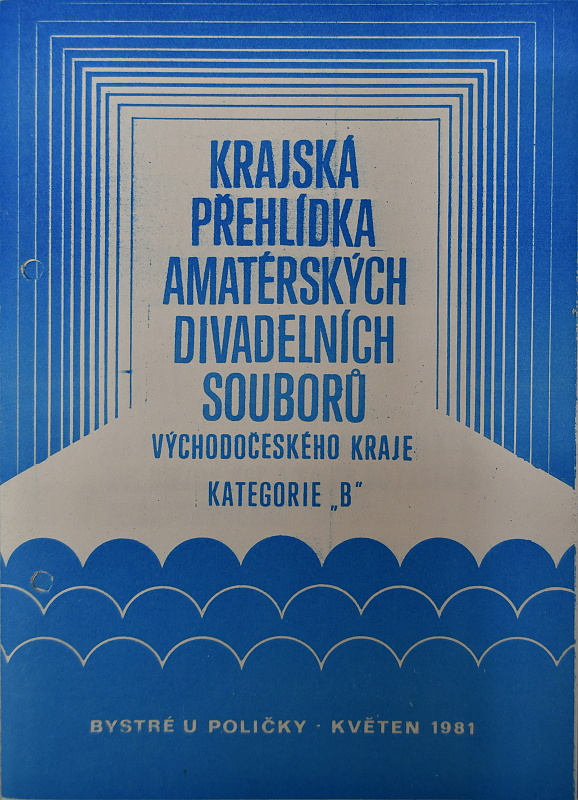 KRAJSKÁ
PŘEHLÍDKA
AMATÉRSKÝCH
DIVADELNÍCH
SOUBORŮ
VÝCHODOČESKÉHO KRAJE
KATEGORIE „B“
BYSTRÉ U POLIČKY · KVĚTEN 1981